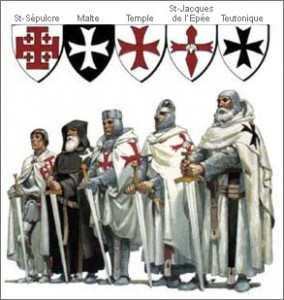 St-Sépulcre
Malte
Temple
St-Jacques
de l'Epée
Teutonique